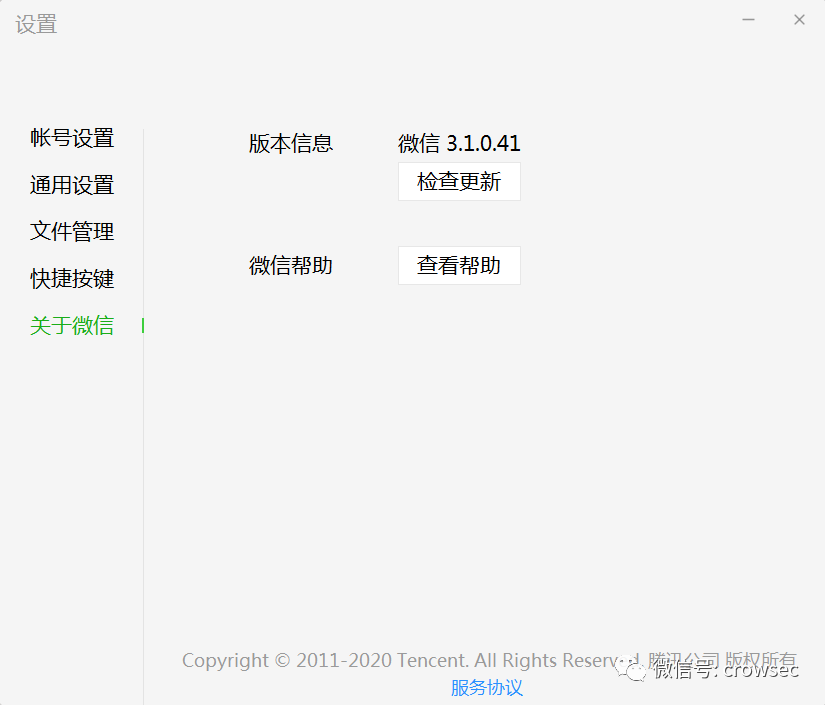 设置
帐号设置
通用设置
文件管理
快捷按键
关于微信
版本信息
微信 3.1.0.41
检查更新
微信帮助
查看帮助
Copyright © 2011-2020 Tencent. All Rights Reserved. 腾讯公司 版权所有
微信号: crowsec
服务协议